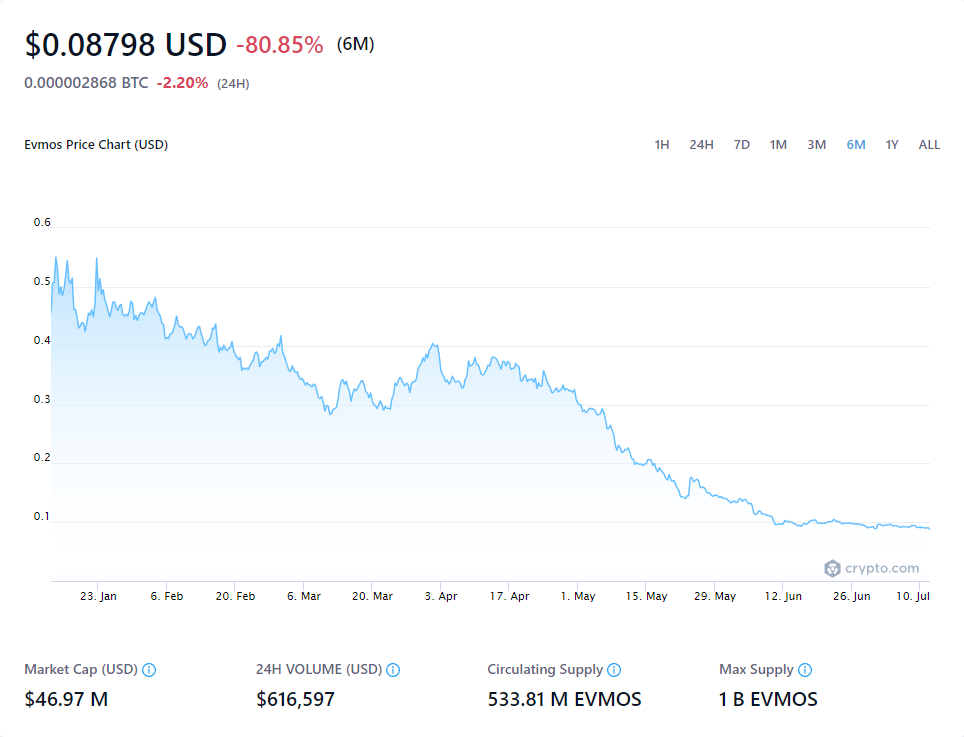 $0.08798 USD -80.85% (6M)
0.000002868 BTC -2.20% (24H)
Evmos Price Chart (USD) 1H 24H 7D 1M 3M 6M 1Y ALL
0.6
0.5
0.4
0.3
0.2
0.1
crypto.com
23. Jan 6. Feb 20. Feb 6. Mar 20. Mar 3. Apr 17. Apr 1. May 15. May 29. May 12. Jun 26. Jun 10. Jul
Market Cap (USD) 24H VOLUME (USD) Circulating Supply Max Supply
$46.97 M $616,597 533.81 M EVMOS 1 B EVMOS